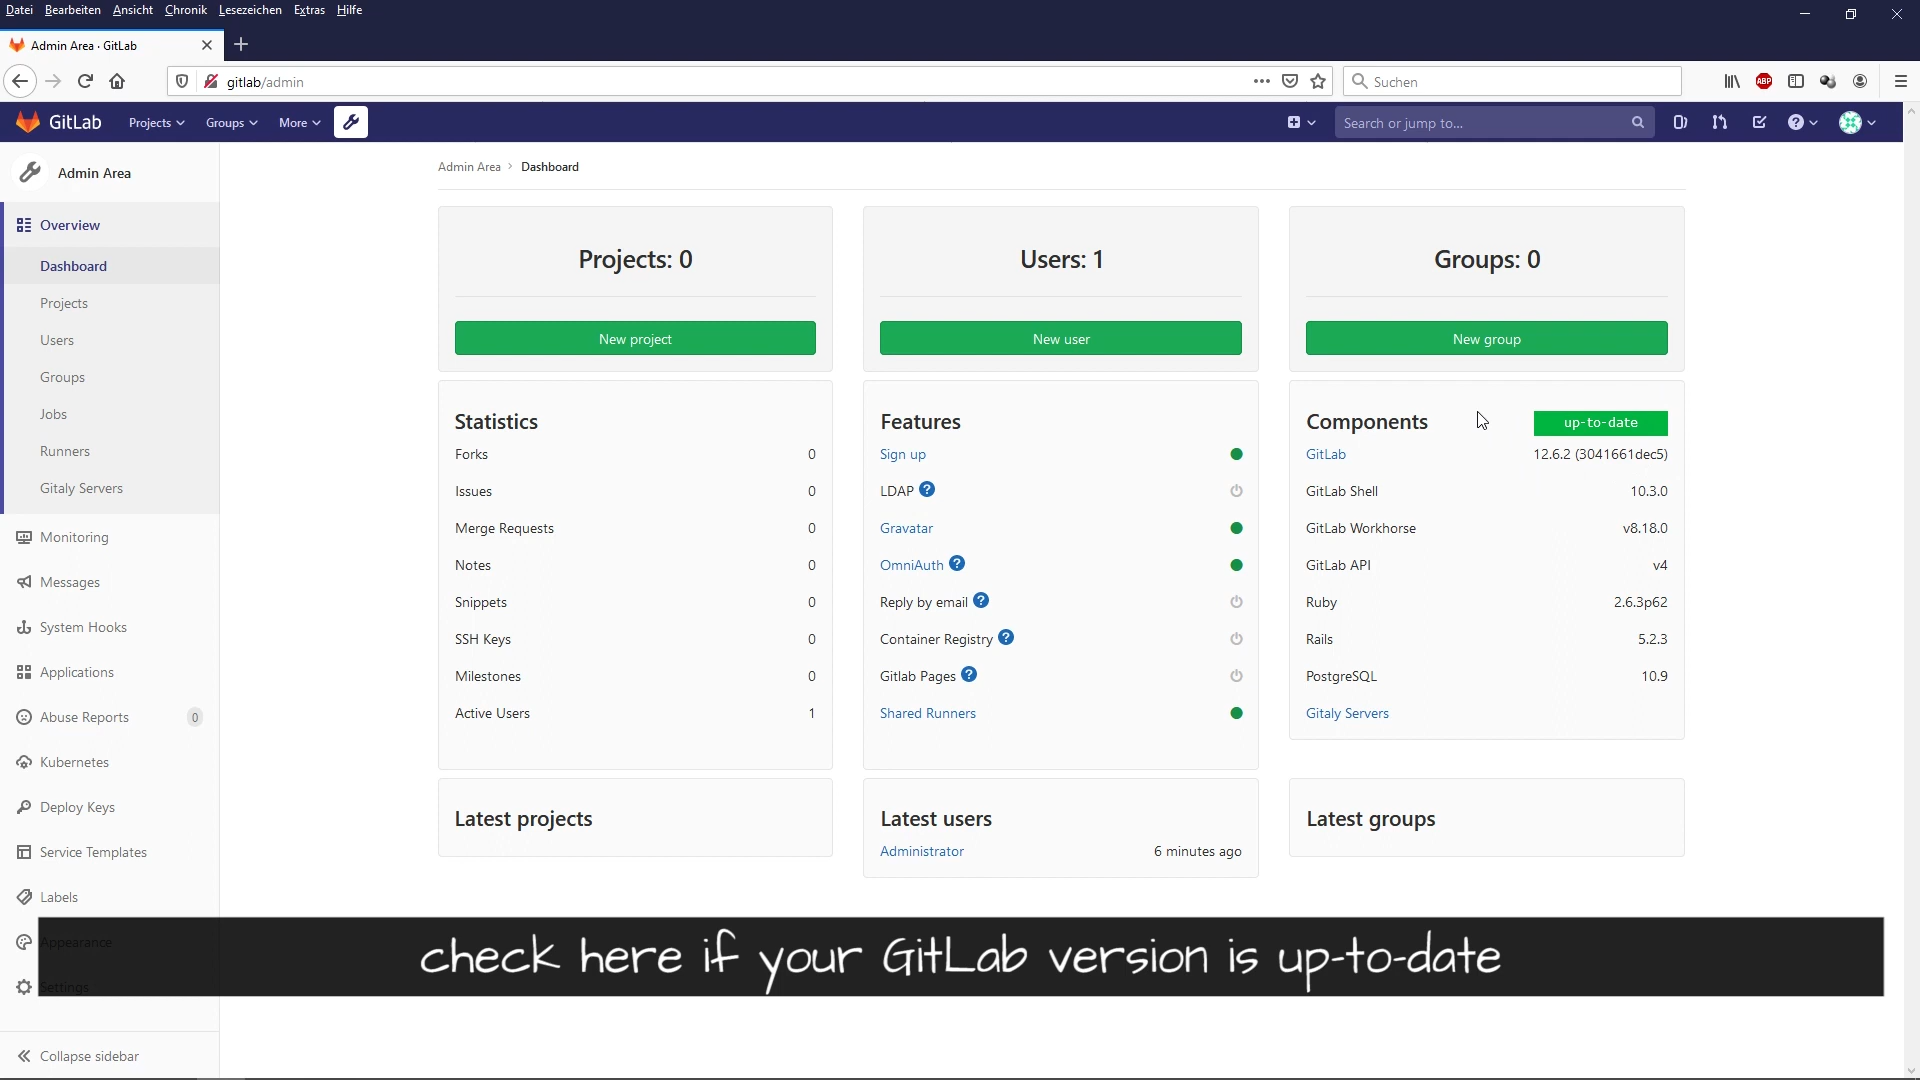 Datei Bearbeiten Ansicht Chronik Lesezeichen Extras Hilfe
Admin Area · GitLab
gitlab/admin
Suchen
ABP
GitLab Projects Groups More
Search or jump to...
Admin Area
Overview
Dashboard
Projects
Users
Groups
Jobs
Runners
Gitaly Servers
Monitoring
Messages
System Hooks
Applications
Abuse Reports 0
Kubernetes
Deploy Keys
Service Templates
Labels
Appearance
Settings
Collapse sidebar
Admin Area > Dashboard
Projects: 0
New project
Users: 1
New user
Groups: 0
New group
Statistics
Forks 0
Issues 0
Merge Requests 0
Notes 0
Snippets 0
SSH Keys 0
Milestones 0
Active Users 1
Features
Sign up
LDAP ?
Gravatar
OmniAuth ?
Reply by email ?
Container Registry ?
Gitlab Pages ?
Shared Runners
Components up-to-date
GitLab 12.6.2 (3041661dec5)
GitLab Shell 10.3.0
GitLab Workhorse v8.18.0
GitLab API v4
Ruby 2.6.3p62
Rails 5.2.3
PostgreSQL 10.9
Gitaly Servers
Latest projects
Latest users
Administrator 6 minutes ago
Latest groups
check here if your GitLab version is up-to-date